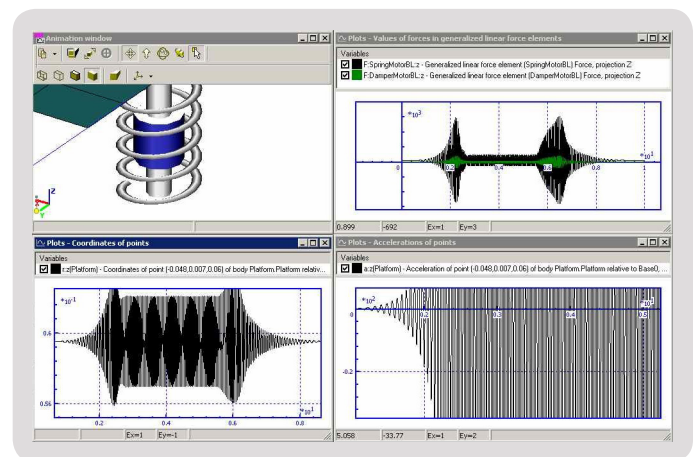 Animation window
Z
Y
Plots - Values of forces in generalized linear force elements
Variables
F:SpringMotorBL:z - Generalized linear force element (SpringMotorBL) Force, projection Z
F:DamperMotorBL:z - Generalized linear force element (DamperMotorBL) Force, projection Z
*10³
0
0 0.2 0.4 0.6 0.8 1
*10¹
0.899 -692 Ex=1 Ey=3
Plots - Coordinates of points
Variables
r:z(Platform) - Coordinates of point (-0.048,0.007,0.06) of body Platform.Platform relativ...
*10⁻¹
0.6
0.56
0.2 0.4 0.6 0.8
*10¹
Ex=1 Ey=-1
Plots - Accelerations of points
Variables
a:z(Platform) - Acceleration of point (-0.048,0.007,0.06) of body Platform.Platform relative to Base0, ...
*10²
0
0.2 0.3 0.4 0.5
-0.2
5.058 -33.77 Ex=1 Ey=2